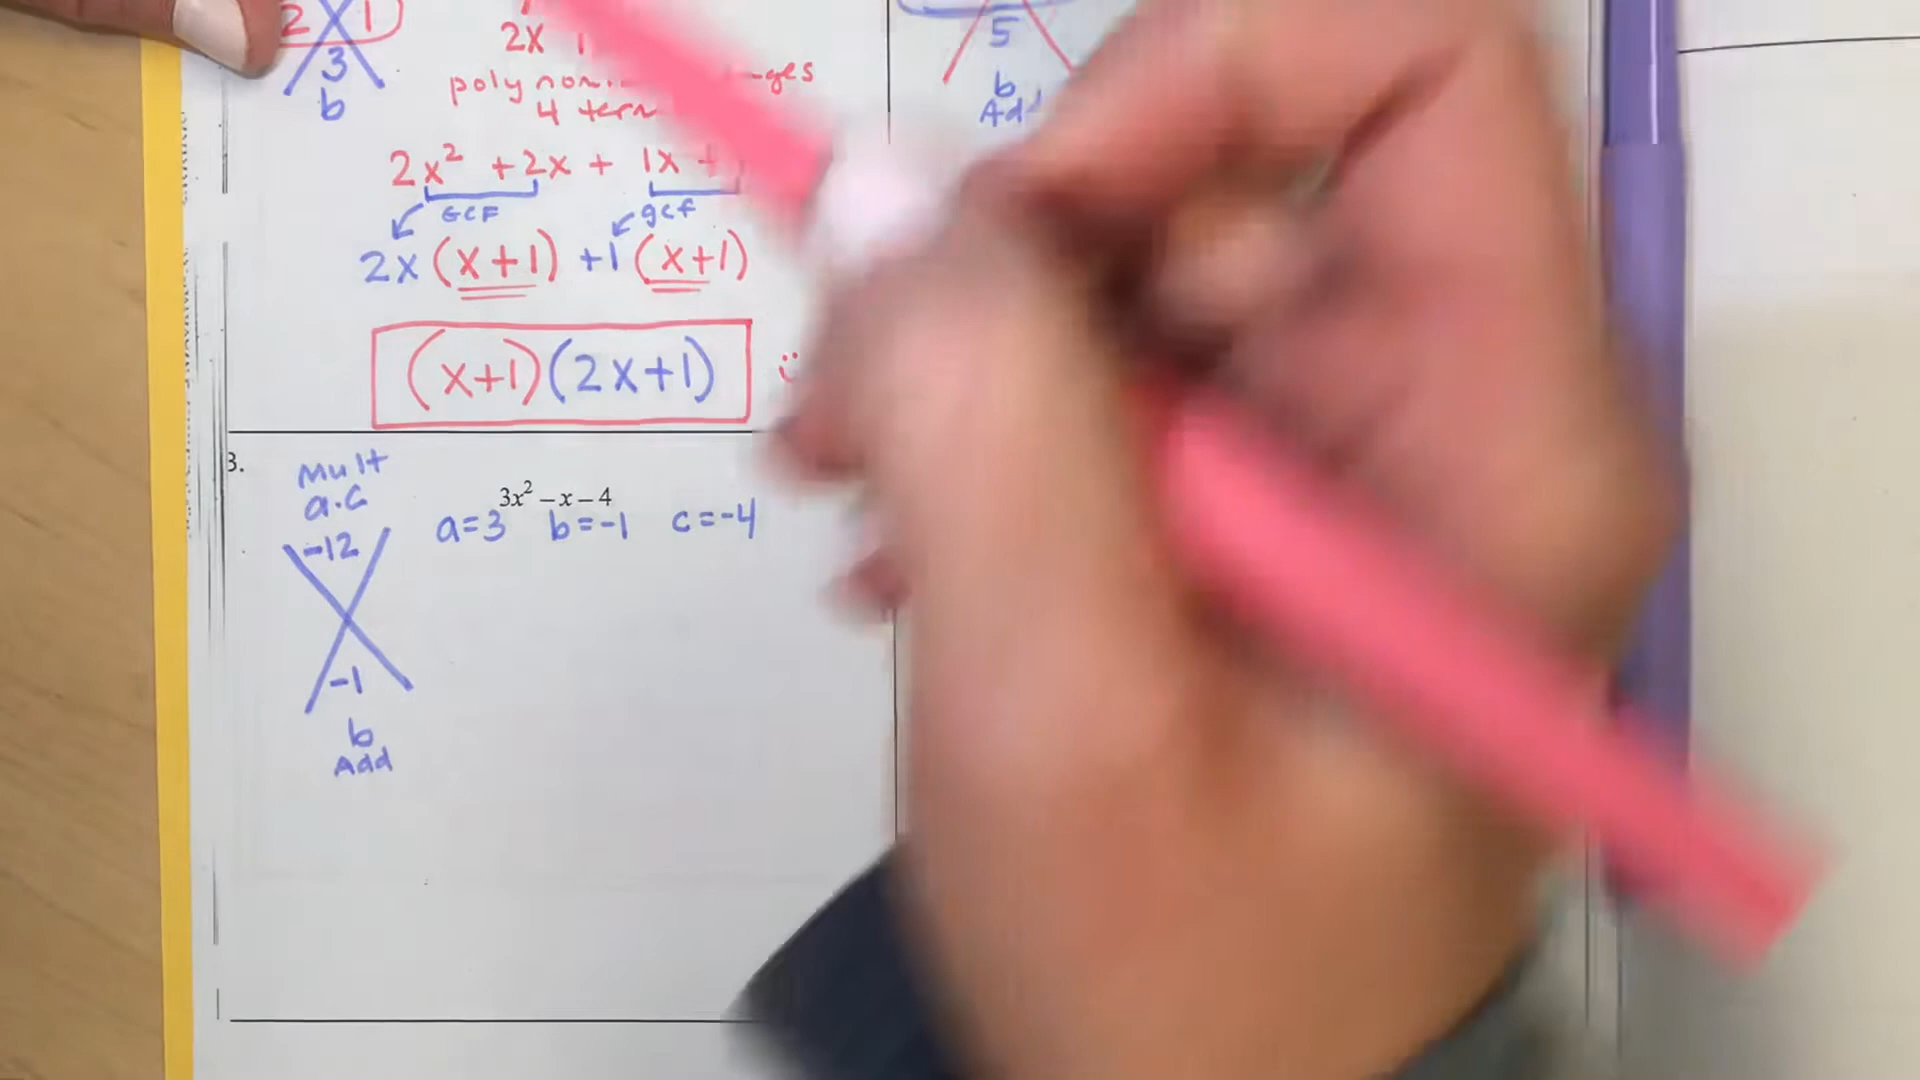 2 1
3
b
2x 1
4
5
b
2x² +2x + 1x +
GCF gcf
2x (x+1) +1 (x+1)
(x+1)(2x+1)
3.
Mult
a.c
3x² – x – 4
a=3 b=-1 c=-4
-12
-1
b
Add